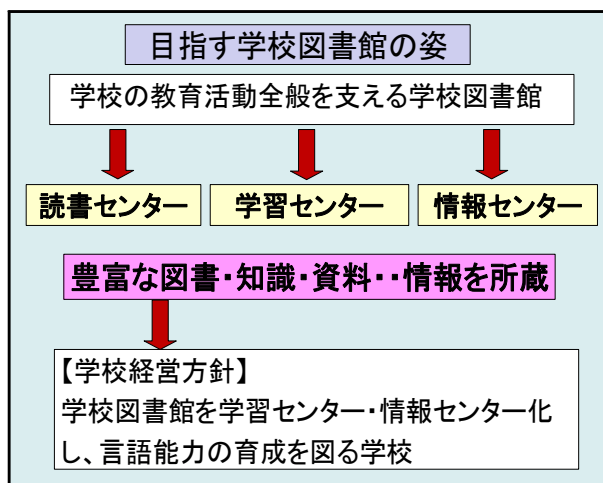 目指す学校図書館の姿
学校の教育活動全般を支える学校図書館
読書センター
学習センター
情報センター
豊富な図書・知識・資料・・情報を所蔵
【学校経営方針】
学校図書館を学習センター・情報センター化
し、言語能力の育成を図る学校